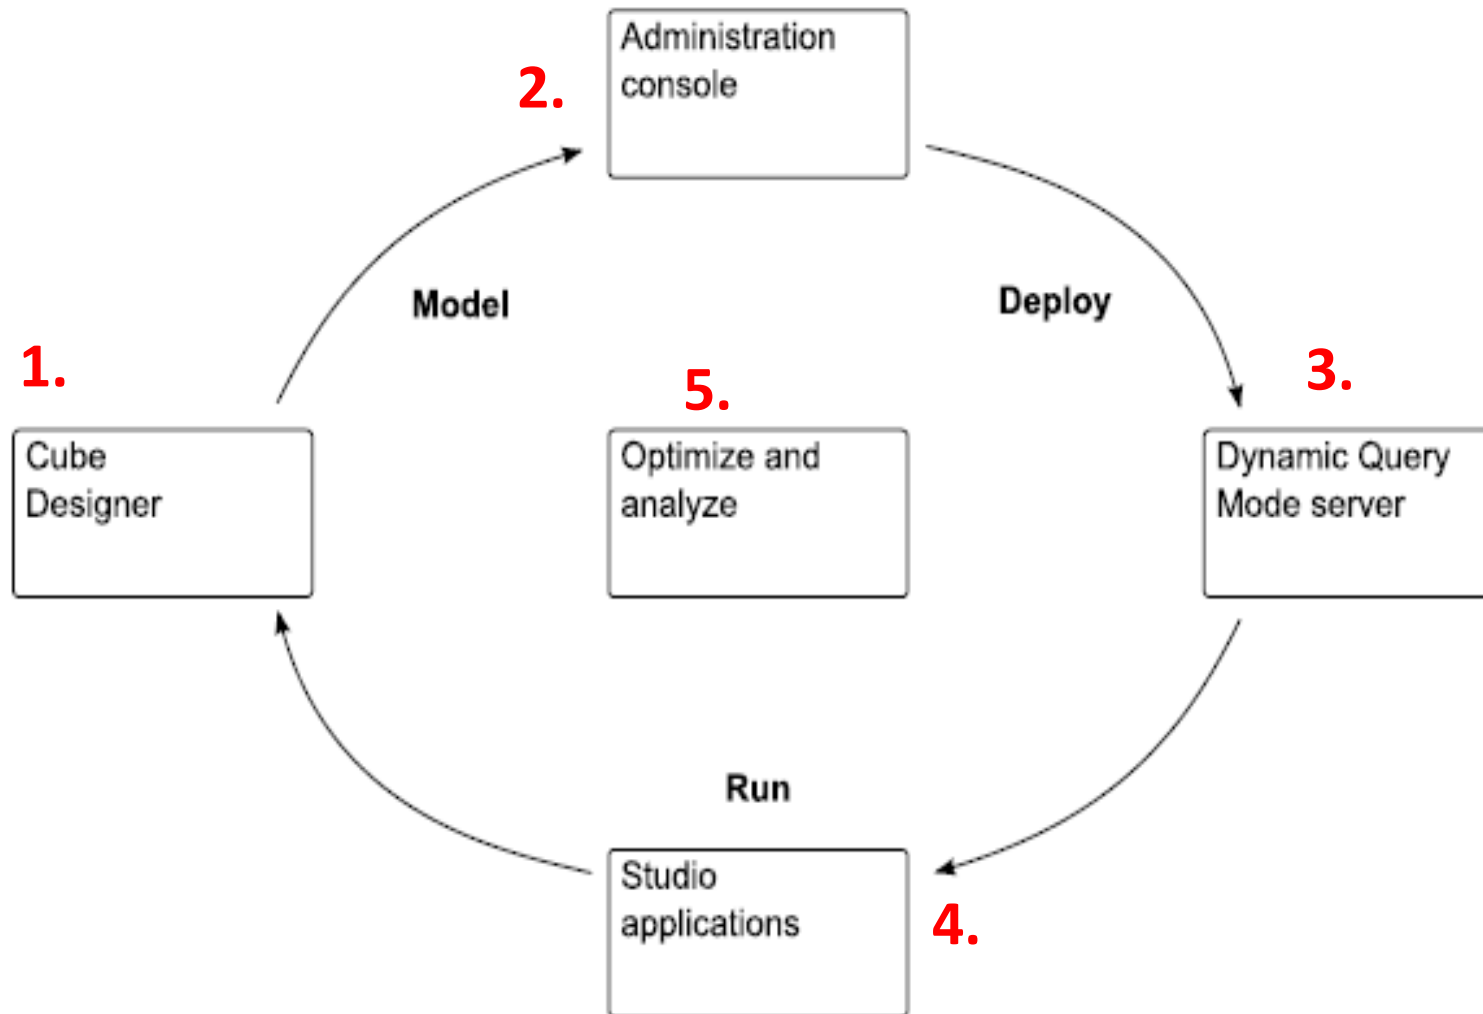 Administration
console
2.
Model
Deploy
1.
5.
3.
Cube
Designer
Optimize and
analyze
Dynamic Query
Mode server
Run
Studio
applications
4.